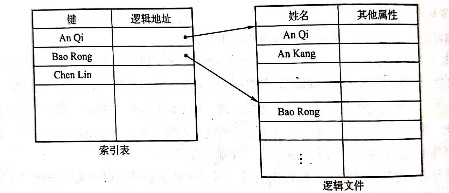 键 逻辑地址
An Qi
Bao Rong
Chen Lin
索引表
姓名 其他属性
An Qi
An Kang
Bao Rong
⋮
逻辑文件